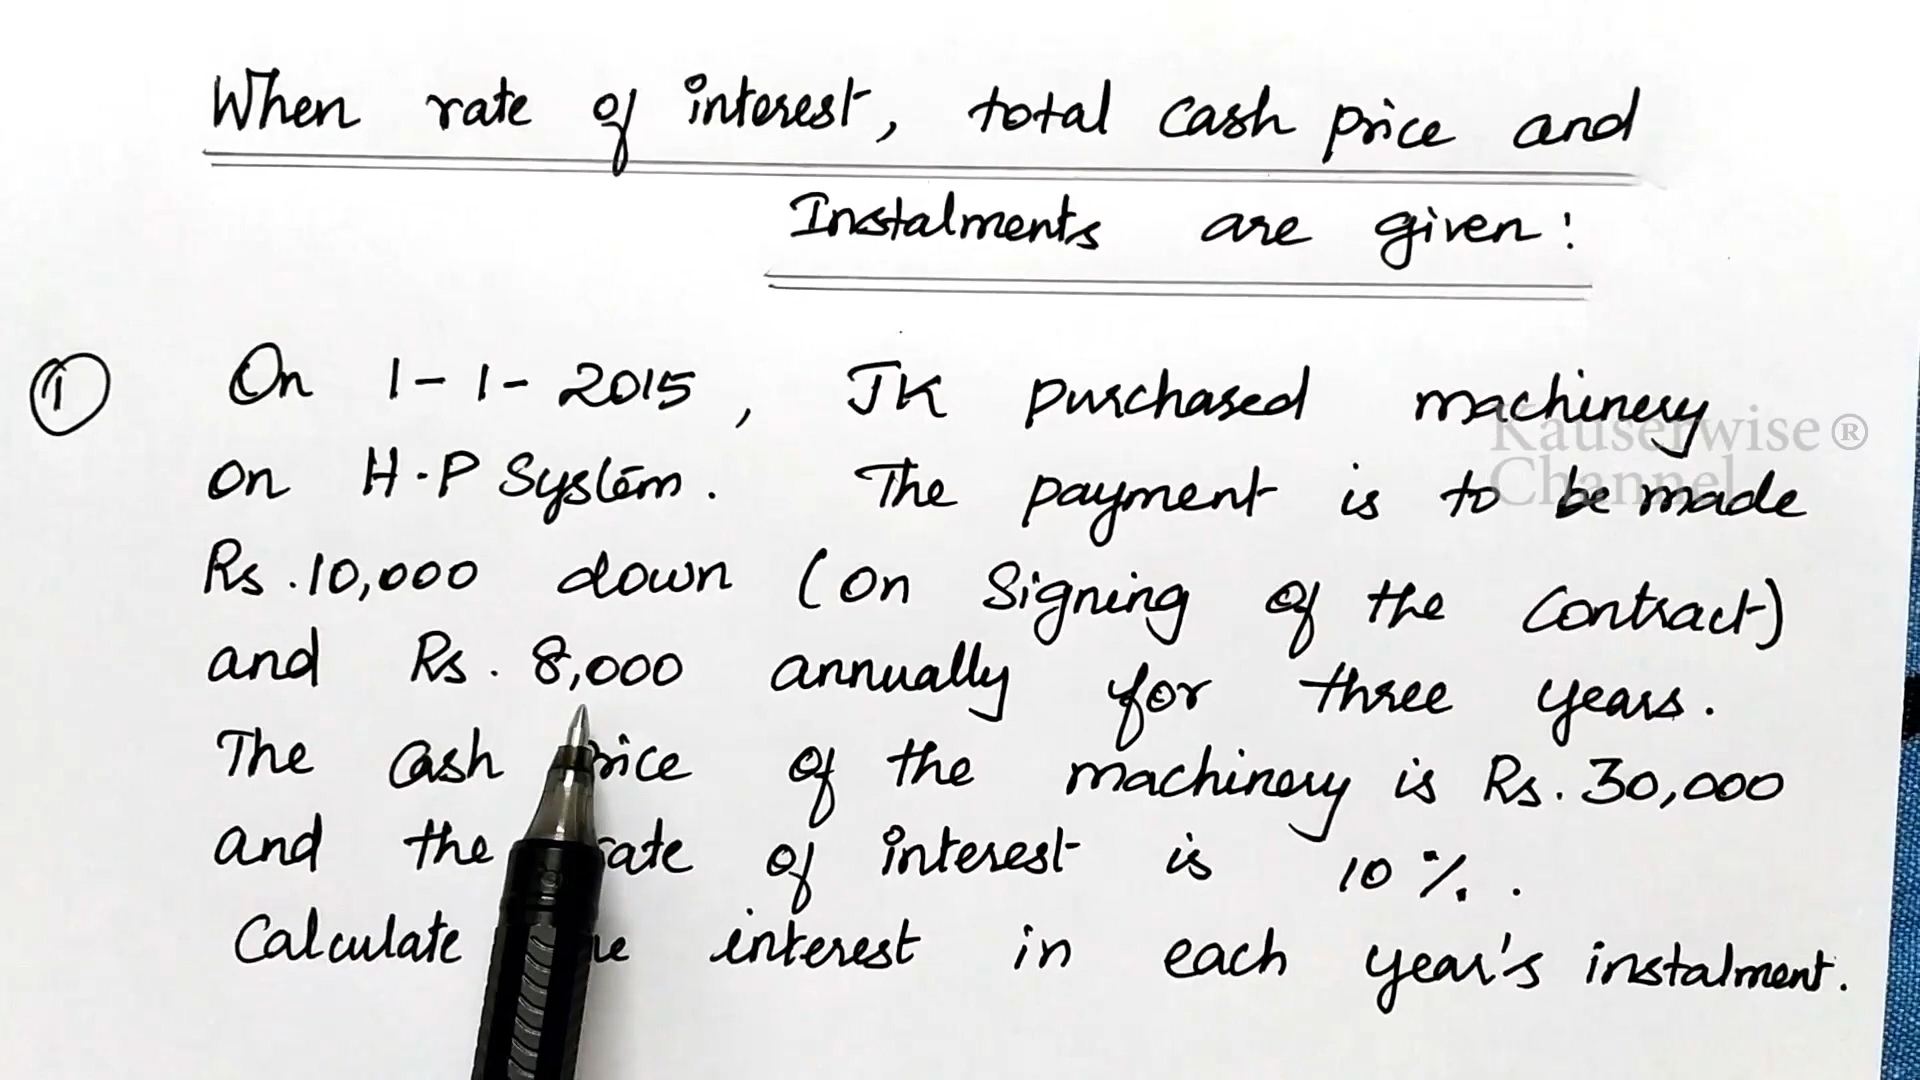 When rate of interest, total cash price and
Instalments are given:
① On 1-1-2015, JK purchased machinery
Kauserwise®
on H.P System. The payment is to be made
Channel
Rs.10,000 down (on Signing of the Contract)
and Rs. 8,000 annually for three years.
The cash of the machinery is Rs. 30,000
and the of interest is 10%.
Calculate interest in each year's instalment.